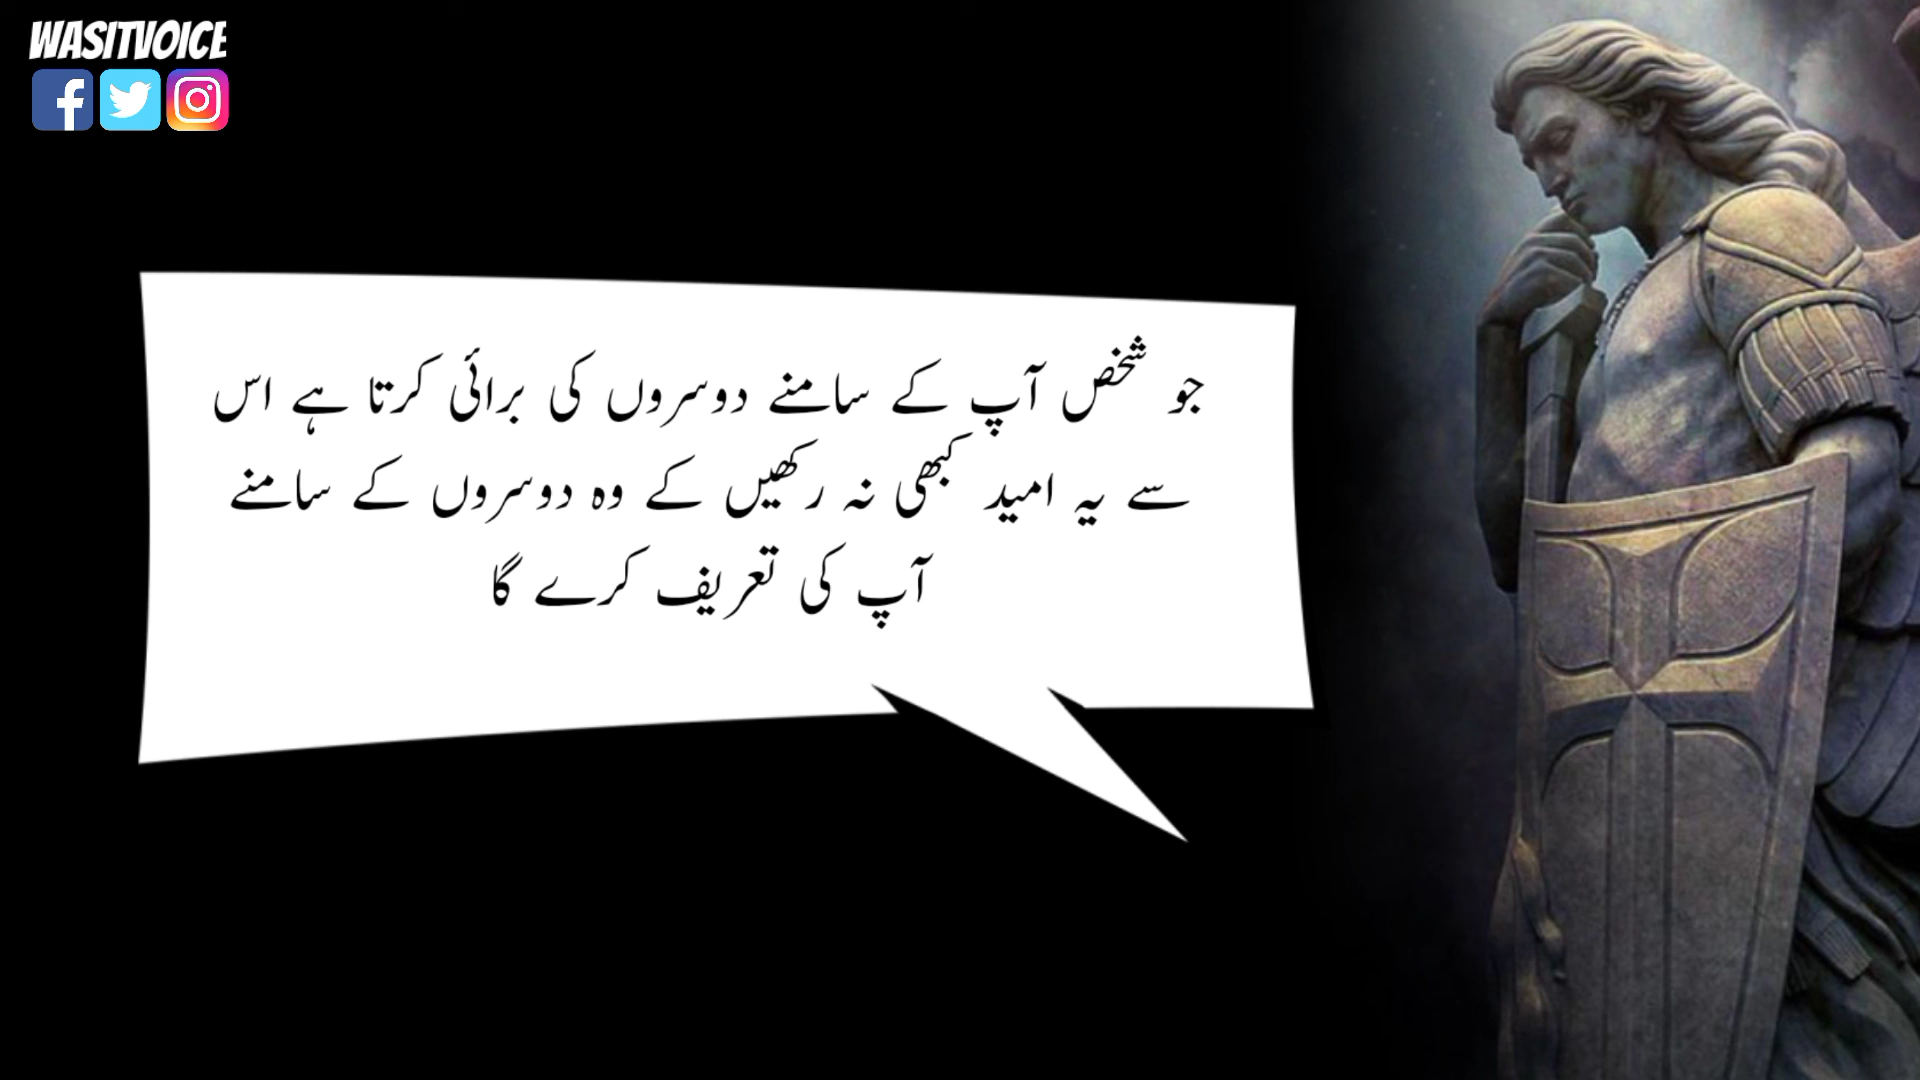 WASITVOICE
جو شخص آپ کے سامنے دوسروں کی برائی کرتا ہے اس
سے یہ امید کبھی نہ رکھیں کے وہ دوسروں کے سامنے
آپ کی تعریف کرے گا